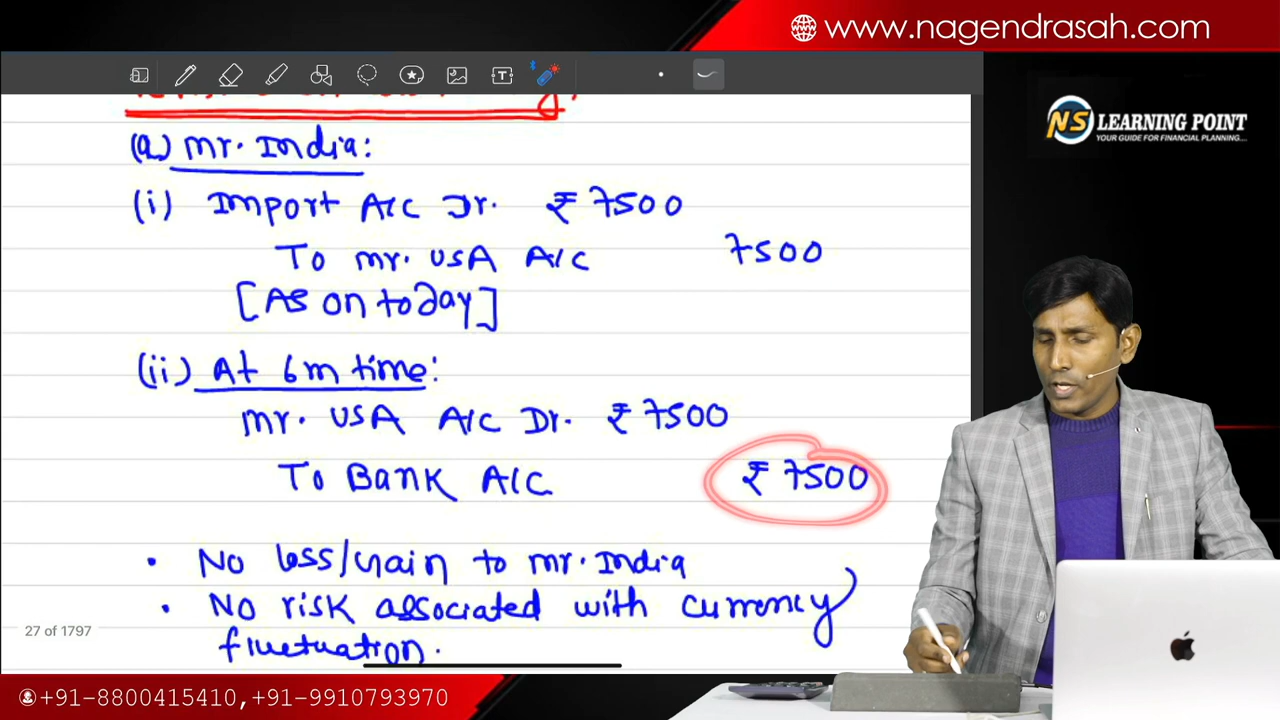 www.nagendrasah.com
NS LEARNING POINT
YOUR GUIDE FOR FINANCIAL PLANNING....
(a) Mr. India:
(i) Import A/C Dr. ₹ 7500
To Mr. USA A/C 7500
[As on today]
(ii) At 6m time:
Mr. USA A/C Dr. ₹ 7500
To Bank A/C ₹ 7500
• No loss/gain to Mr. India
• No risk associated with currency
fluctuation.
27 of 1797
+91-8800415410,+91-9910793970